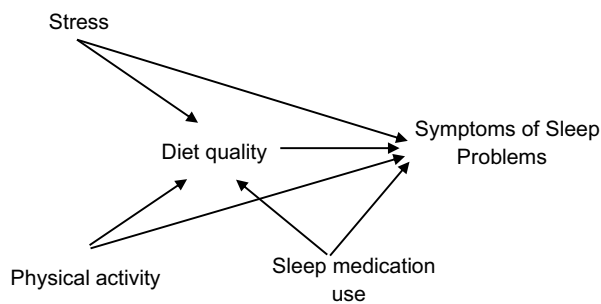 Stress
Diet quality
Symptoms of Sleep
Problems
Physical activity
Sleep medication
use